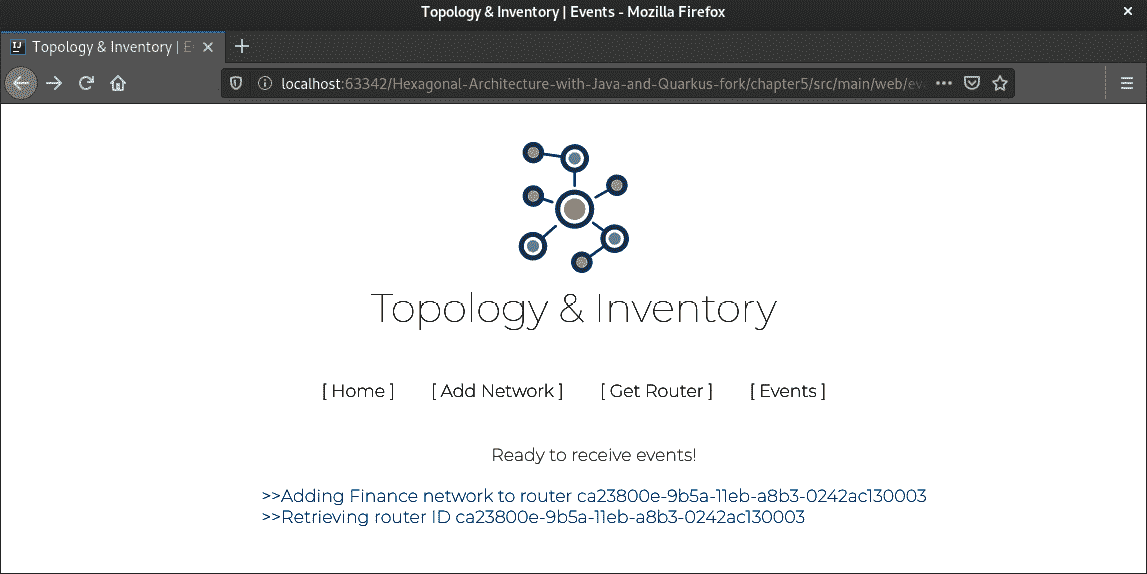 Topology & Inventory | Events - Mozilla Firefox
Topology & Inventory | E
localhost:63342/Hexagonal-Architecture-with-Java-and-Quarkus-fork/chapter5/src/main/web/ev
Topology & Inventory
[ Home ] [ Add Network ] [ Get Router ] [ Events ]
Ready to receive events!
>>Adding Finance network to router ca23800e-9b5a-11eb-a8b3-0242ac130003
>>Retrieving router ID ca23800e-9b5a-11eb-a8b3-0242ac130003